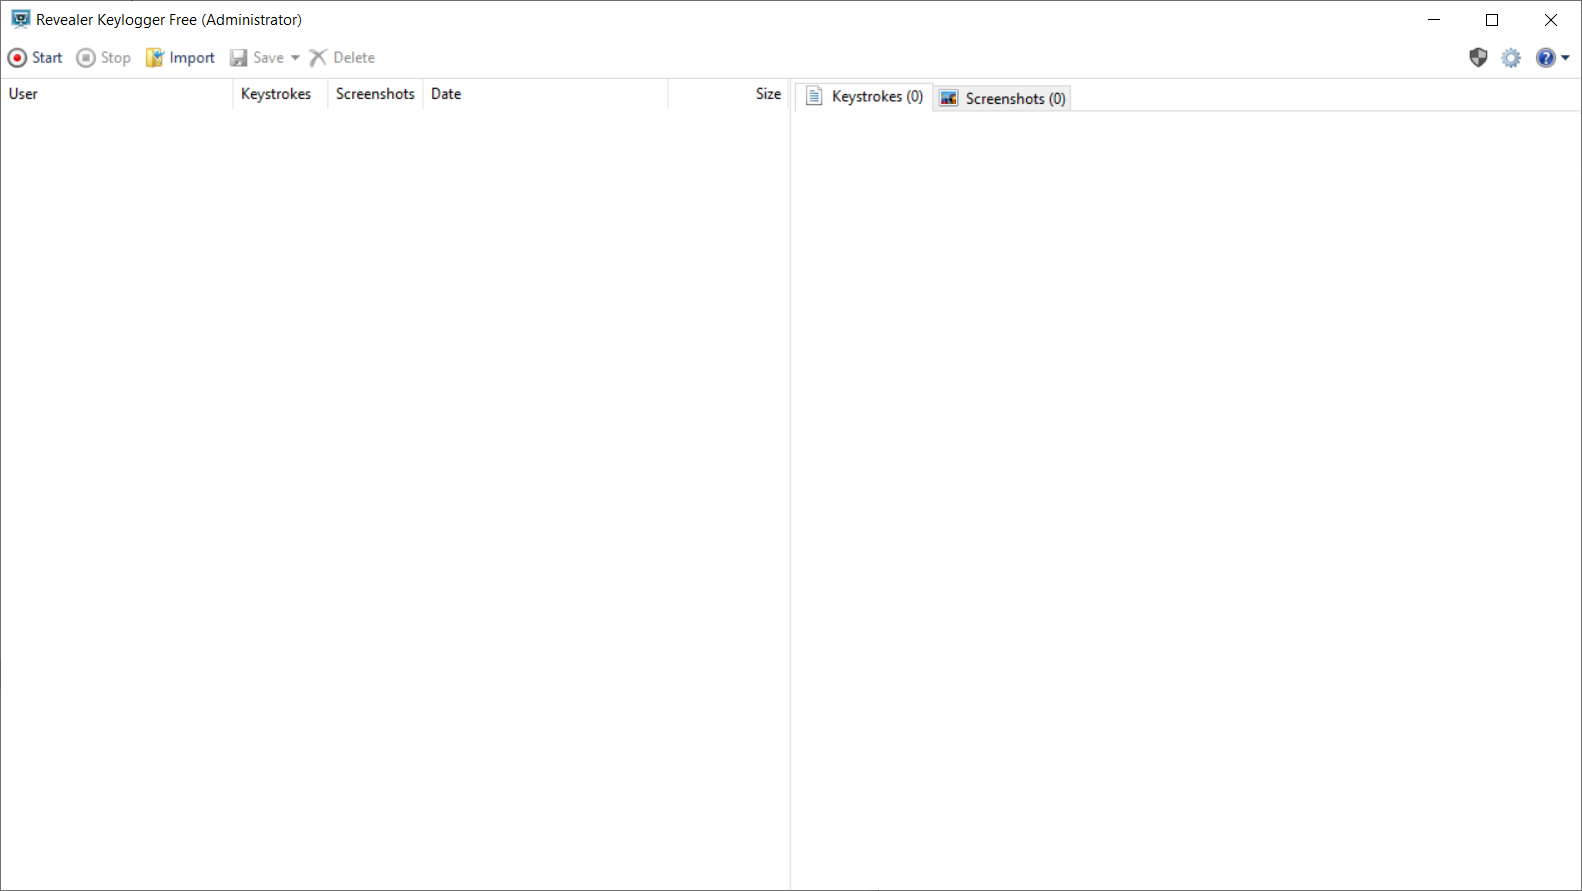 Revealer Keylogger Free (Administrator)
Start Stop Import Save Delete
User Keystrokes Screenshots Date Size Keystrokes (0) Screenshots (0)